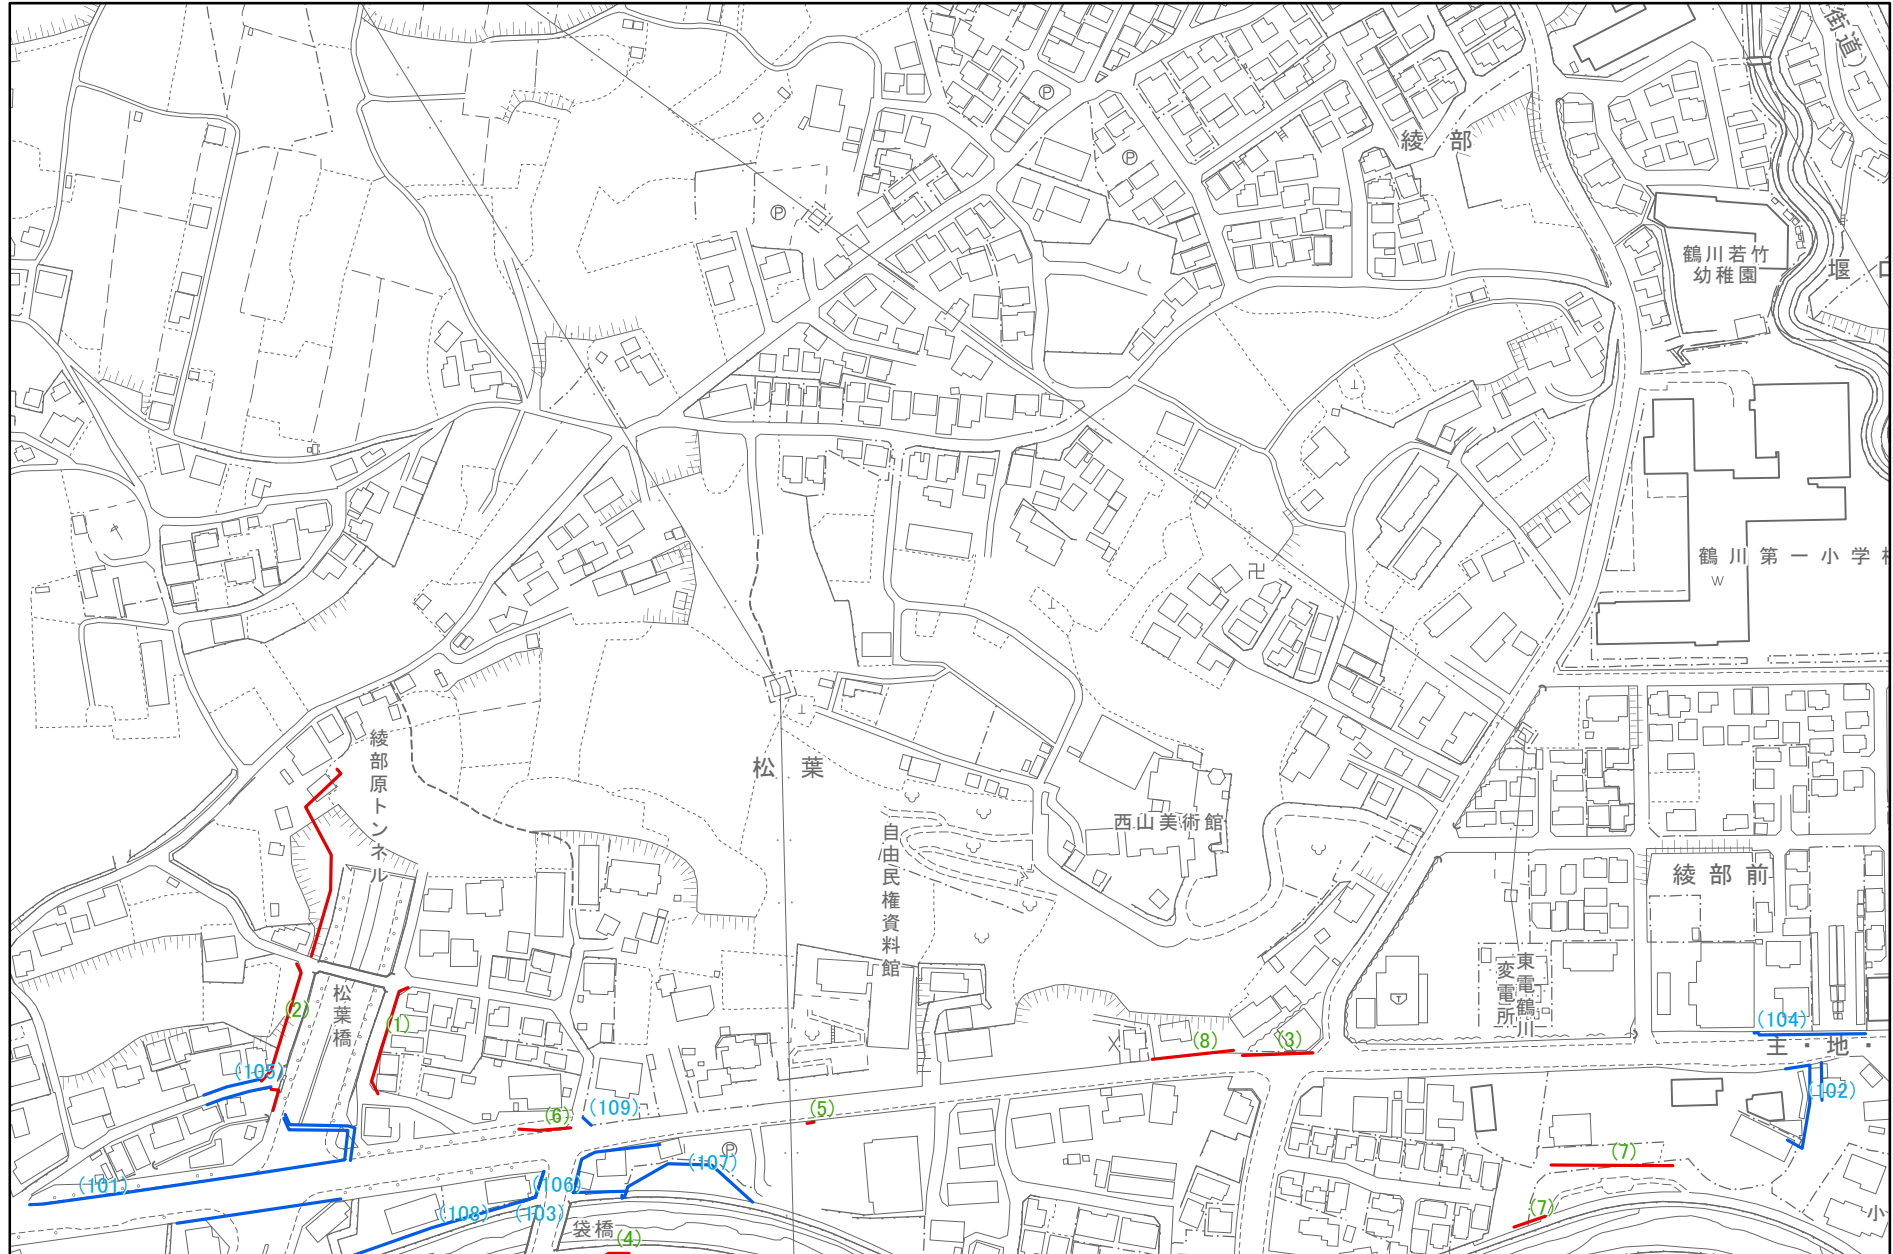 街道)
綾部
鶴川若竹
幼稚園
堰
鶴川第一小学
W
綾部原トンネル
松葉
西山美術館
自由民権資料館
綾部前
松葉橋
東電鶴川
変電所
(2)
(1)
(8)
(3)
(104)
主・地・
(105)
(6)
(109)
(5)
(102)
(101)
(106)
(107)
(7)
(108)
(103)
(7)
袋橋
(4)
小
P
P
P
P